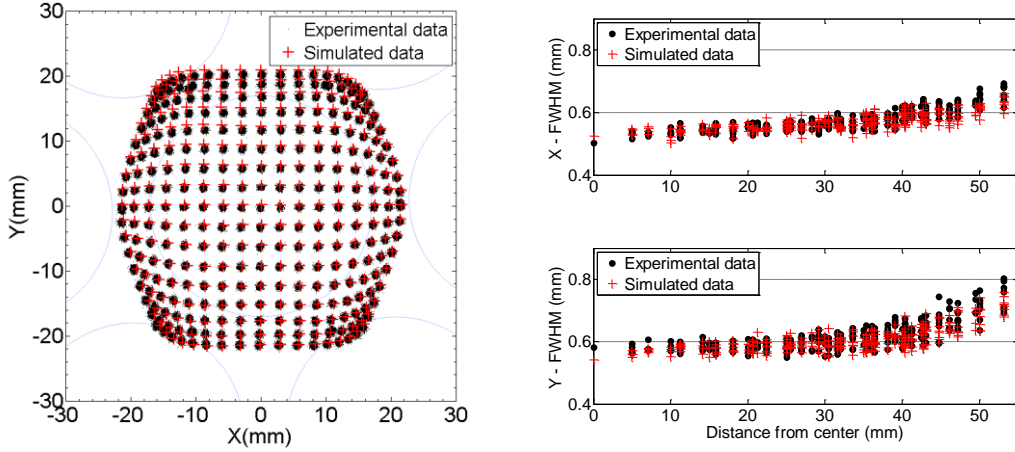 30
20
10
0
-10
-20
-30
-30 -20 -10 0 10 20 30
Y(mm)
X(mm)
Experimental data
Simulated data
0.8
0.6
0.4
0 10 20 30 40 50
X - FWHM (mm)
Experimental data
Simulated data
0.8
0.6
0.4
0 10 20 30 40 50
Y - FWHM (mm)
Distance from center (mm)
Experimental data
Simulated data